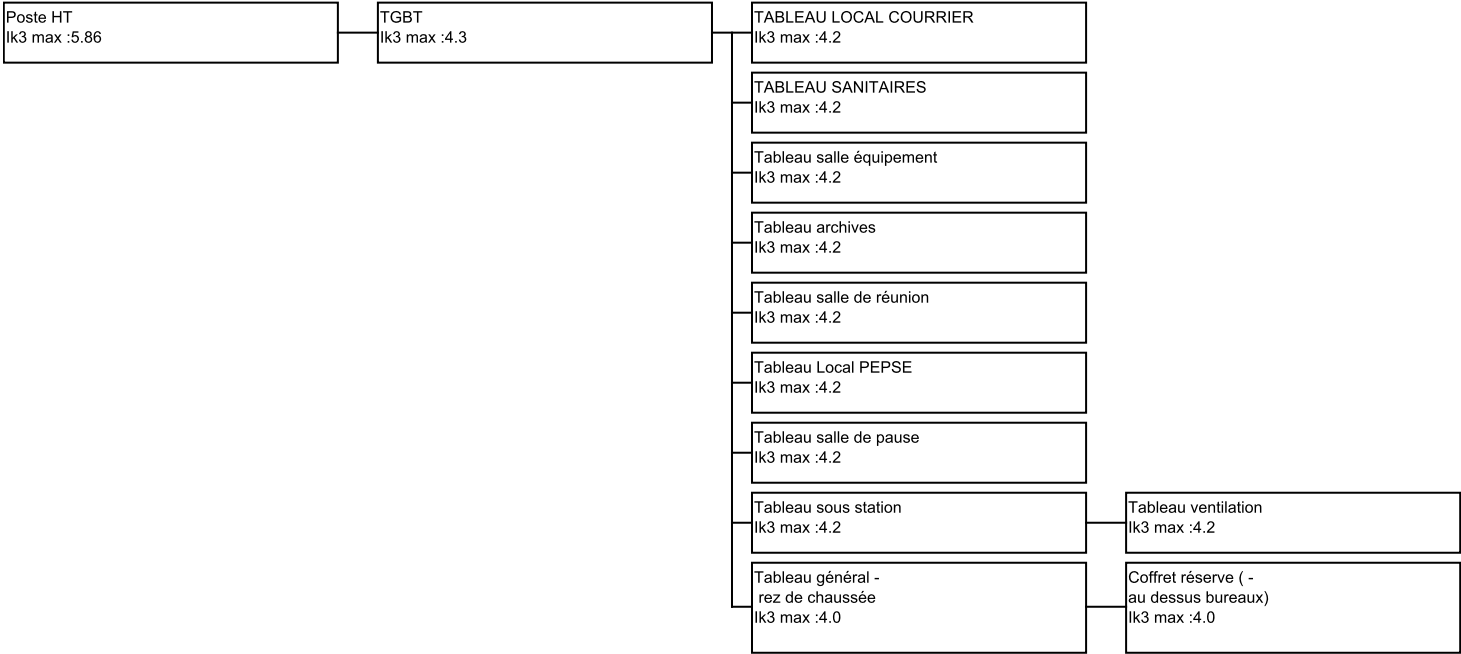 Poste HT
Ik3 max :5.86
TGBT
Ik3 max :4.3
TABLEAU LOCAL COURRIER
Ik3 max :4.2
TABLEAU SANITAIRES
Ik3 max :4.2
Tableau salle équipement
Ik3 max :4.2
Tableau archives
Ik3 max :4.2
Tableau salle de réunion
Ik3 max :4.2
Tableau Local PEPSE
Ik3 max :4.2
Tableau salle de pause
Ik3 max :4.2
Tableau sous station
Ik3 max :4.2
Tableau ventilation
Ik3 max :4.2
Tableau général -
rez de chaussée
Ik3 max :4.0
Coffret réserve ( -
au dessus bureaux)
Ik3 max :4.0